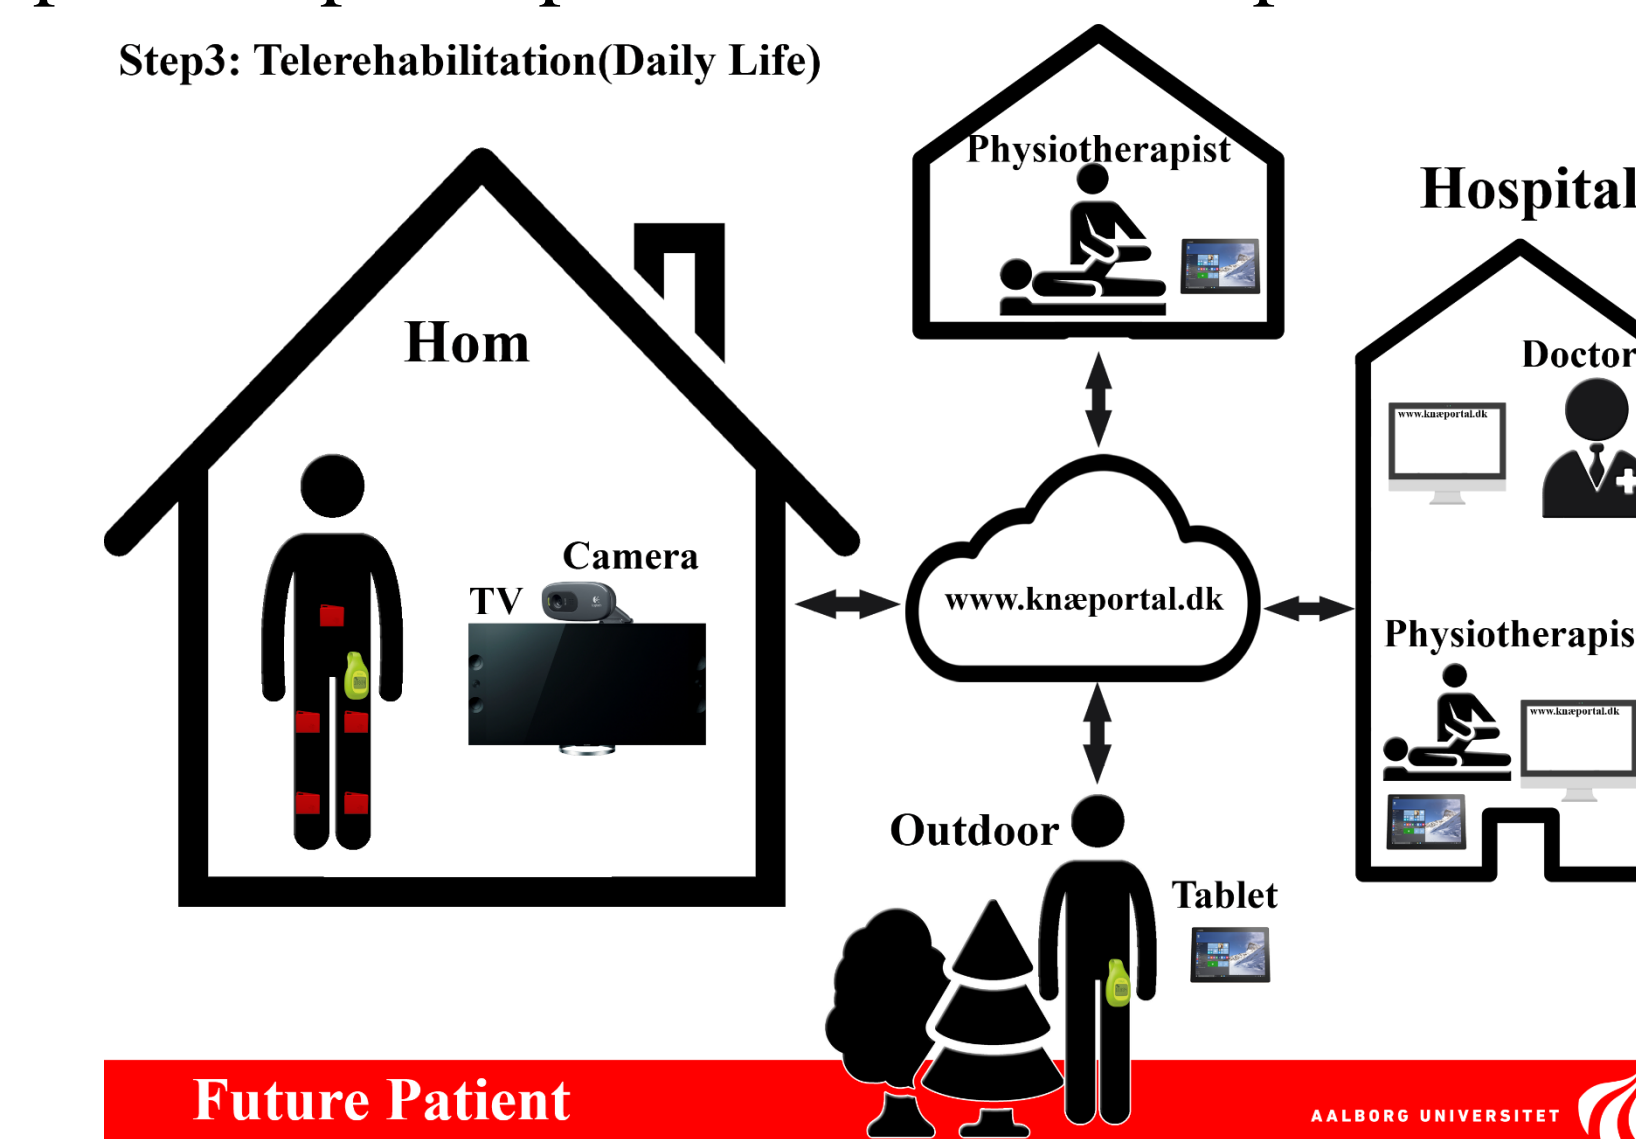 Step3: Telerehabilitation(Daily Life)
Physiotherapist
Hospital
Hom
Doctor
www.knæportal.dk
Camera
TV
www.knæportal.dk
Physiotherapis
www.knæportal.dk
Outdoor
Tablet
Future Patient
AALBORG UNIVERSITET